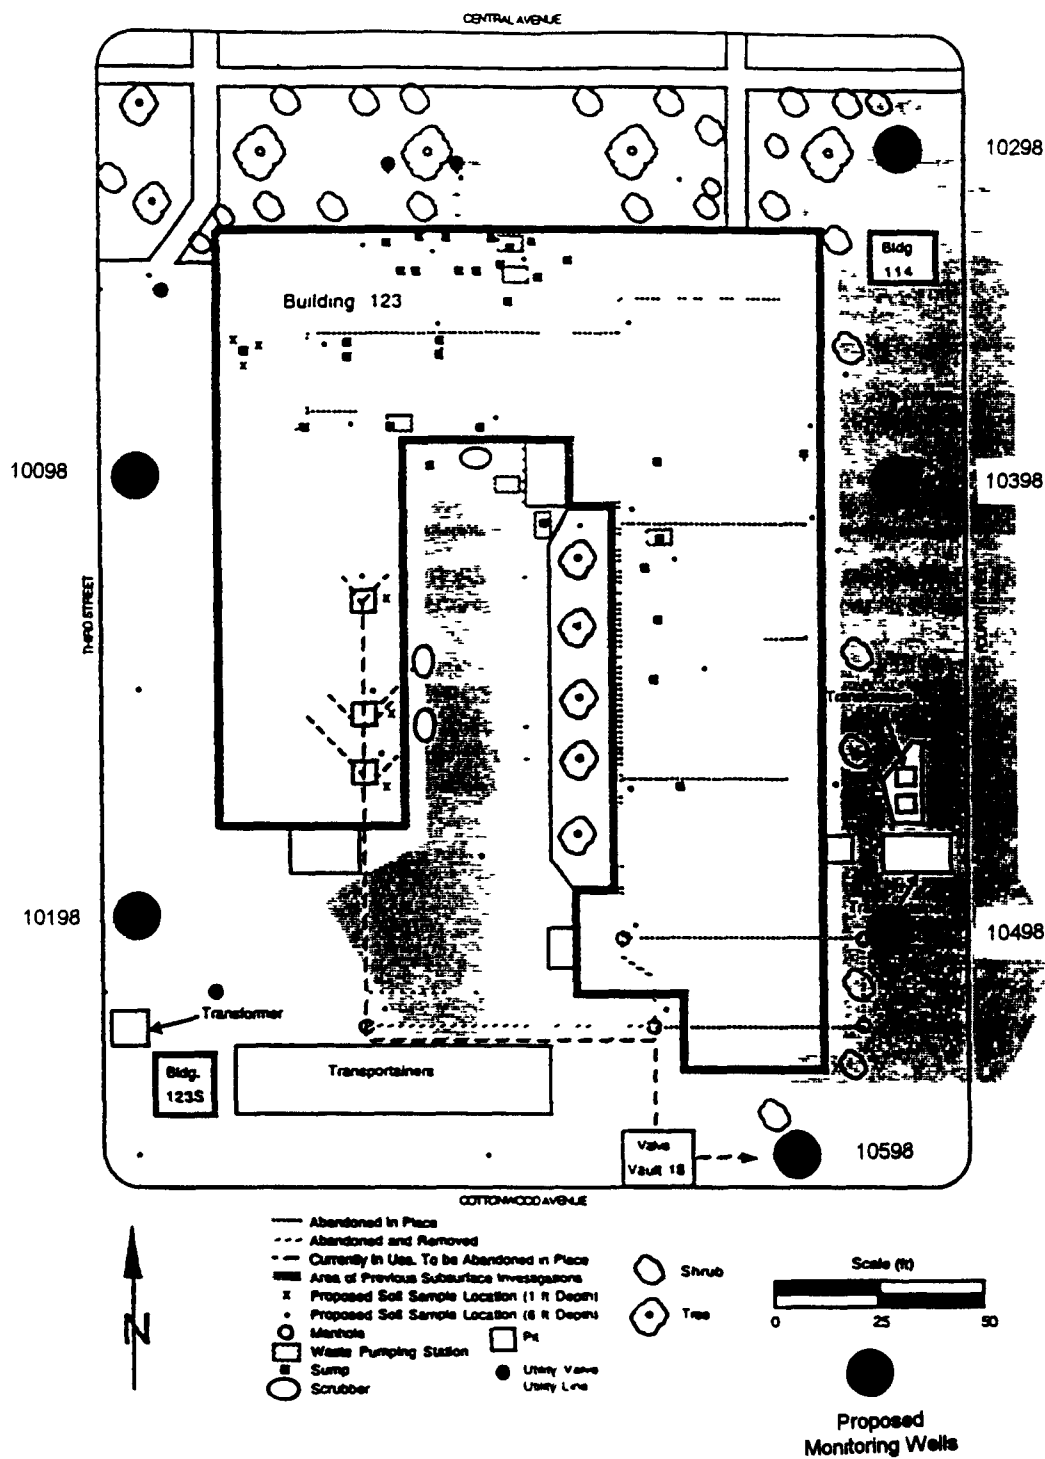 CENTRAL AVENUE
10298
Bldg
114
Building 123
10098
10398
THIRD STREET
FOURTH STREET
10198
10498
Transformer
Bldg.
123S
Transportainers
Valve
Vault 18
10598
COTTONWOOD AVENUE
Abandoned in Place
Abandoned and Removed
Currently In Use. To be Abandoned in Place
Area of Previous Subsurface Investigations
x Proposed Soil Sample Location (1 ft Depth)
Proposed Soil Sample Location (6 ft Depth)
Manhole
Pit
Waste Pumping Station
Sump
Utility Valve
Scrubber
Utility Line
Shrub
Tree
Scale (ft)
0 25 50
N
Proposed
Monitoring Wells